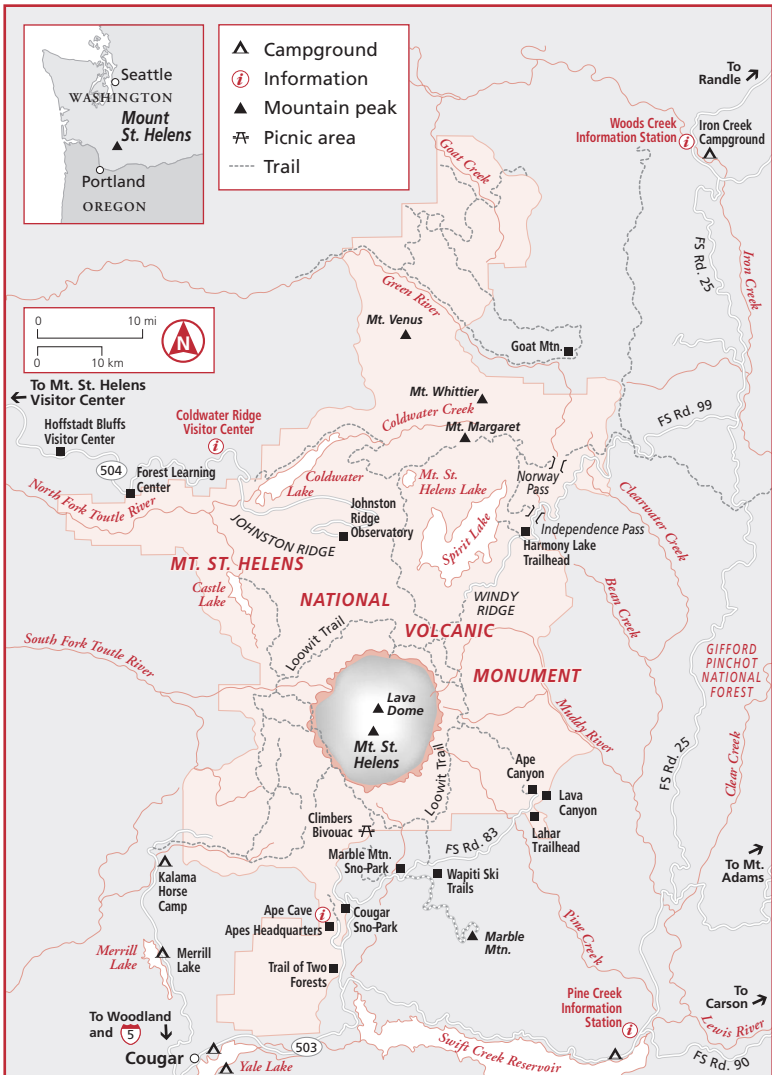 Seattle
WASHINGTON
Mount
St. Helens
Portland
OREGON
Campground
i
Information
Mountain peak
Picnic area
Trail
To
Randle
Woods Creek
Information Station
i
Iron Creek
Campground
Goat Creek
FS Rd. 25
Iron Creek
Green River
Mt. Venus
Goat Mtn.
0
10 mi
0
10 km
N
To Mt. St. Helens
Visitor Center
Hoffstadt Bluffs
Visitor Center
Coldwater Ridge
Visitor Center
i
Mt. Whittier
Coldwater Creek
Mt. Margaret
FS Rd. 99
504
Forest Learning
Center
North Fork Toutle River
Coldwater
Lake
Mt. St.
Helens Lake
Norway
Pass
Johnston
Ridge
Observatory
JOHNSTON RIDGE
Spirit Lake
Independence Pass
Harmony Lake
Trailhead
Clearwater Creek
MT. ST. HELENS
Castle
Lake
NATIONAL
WINDY
RIDGE
Bean Creek
VOLCANIC
South Fork Toutle River
Loowit Trail
MONUMENT
GIFFORD
PINCHOT
NATIONAL
FOREST
Lava
Dome
Mt. St.
Helens
Muddy River
Clear Creek
FS Rd. 25
Loowit Trail
Ape
Canyon
Lava
Canyon
Lahar
Trailhead
Climbers
Bivouac
FS Rd. 83
Marble Mtn.
Sno-Park
Wapiti Ski
Trails
To Mt.
Adams
Kalama
Horse
Camp
Ape Cave
i
Apes Headquarters
Cougar
Sno-Park
Marble
Mtn.
Pine Creek
Merrill
Lake
Merrill
Lake
Trail of Two
Forests
To
Carson
Pine Creek
Information
Station
i
Lewis River
To Woodland
and 5
Cougar
503
Yale Lake
Swift Creek Reservoir
FS Rd. 90